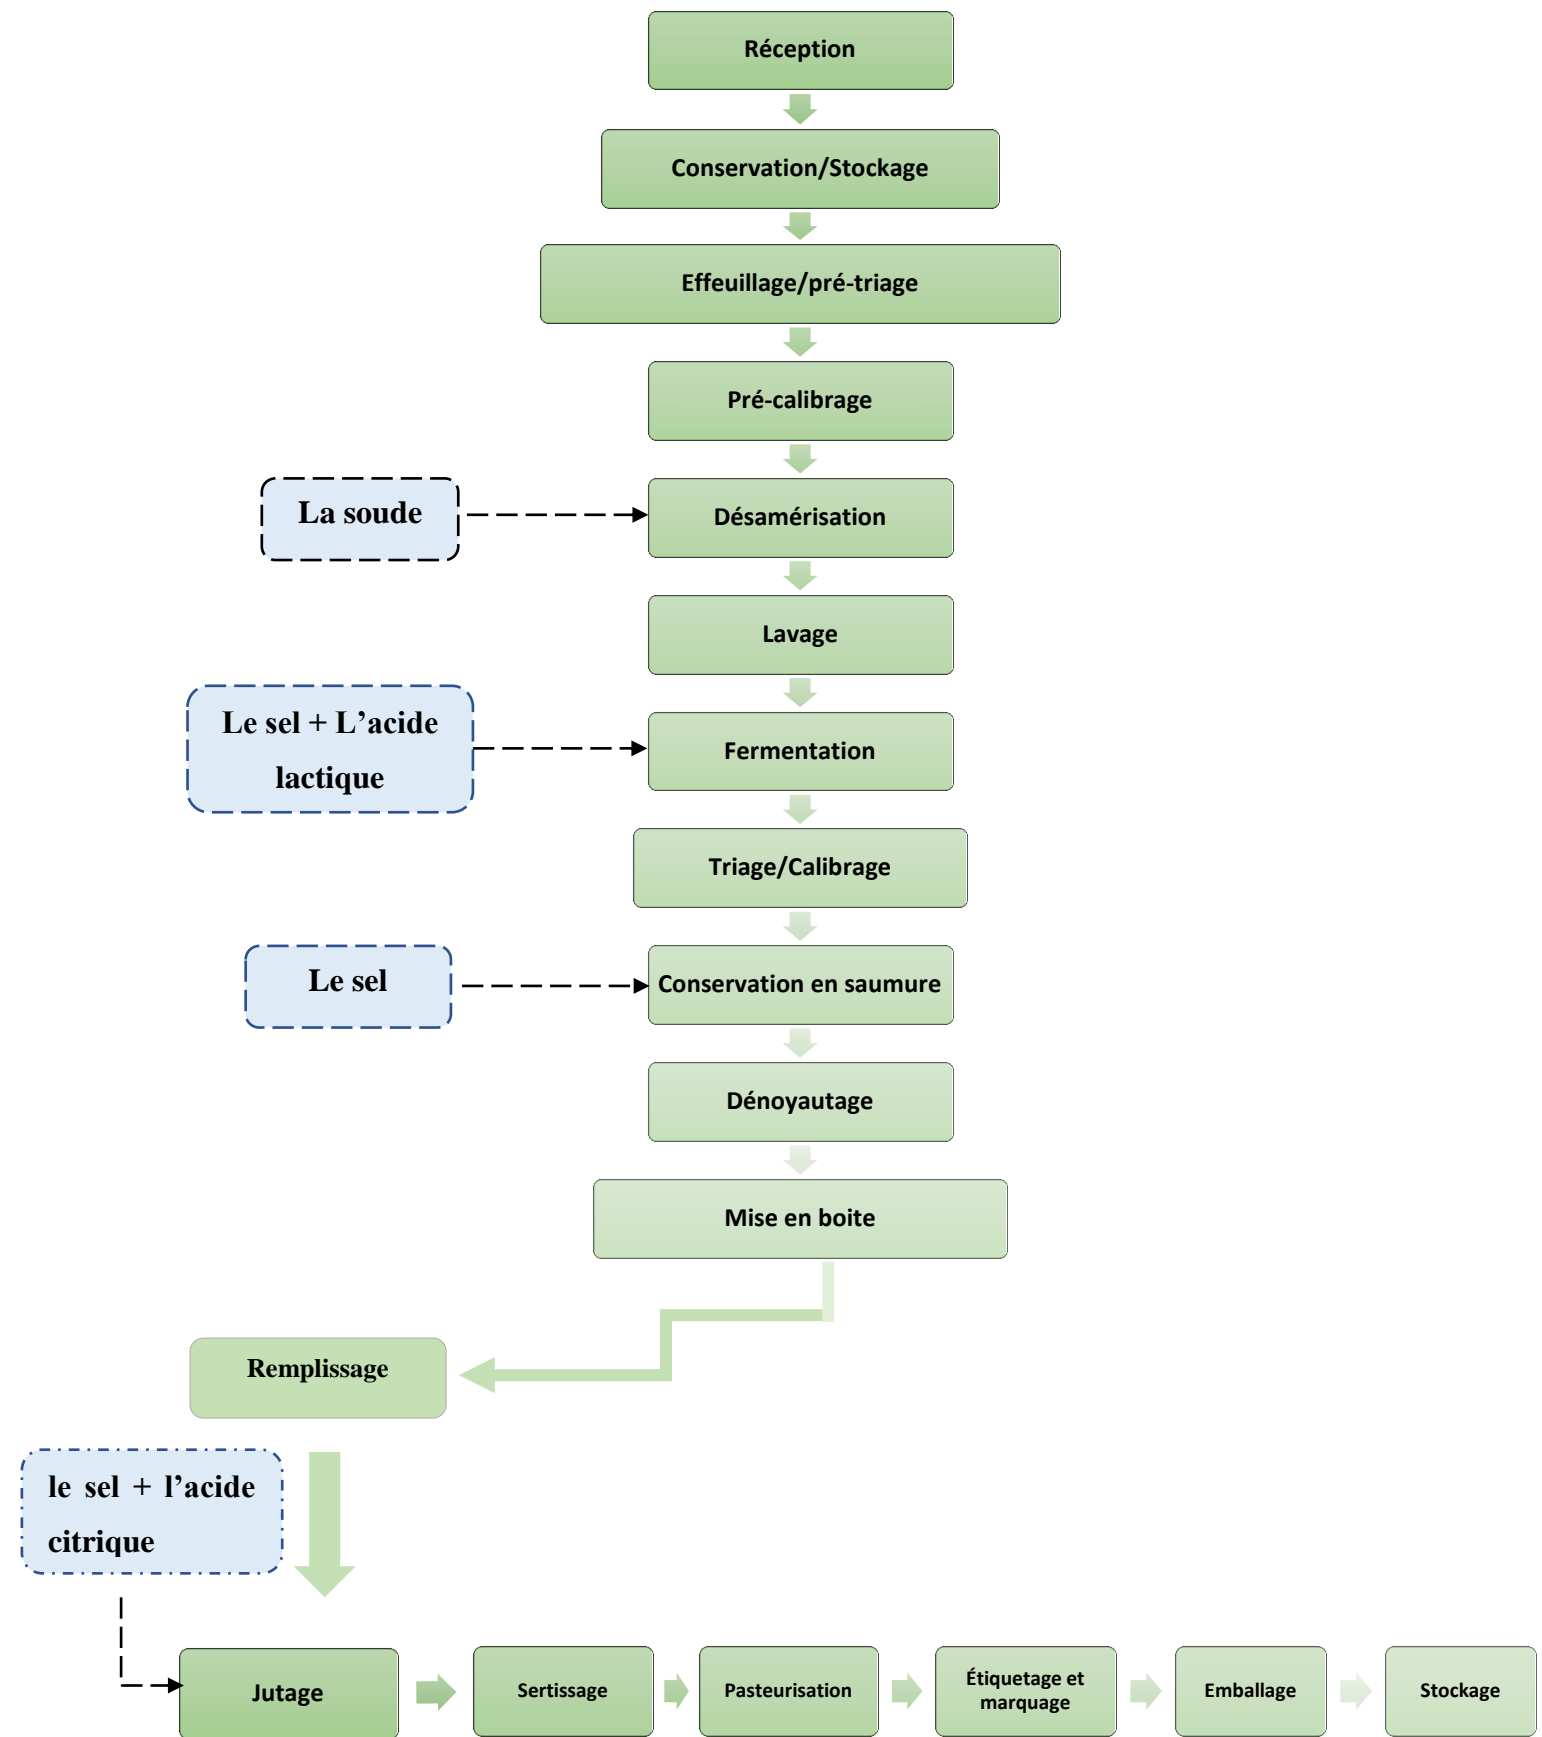 Réception
Conservation/Stockage
Effeuillage/pré-triage
Pré-calibrage
La soude
Désamérisation
Lavage
Le sel + L’acide
lactique
Fermentation
Triage/Calibrage
Le sel
Conservation en saumure
Dénoyautage
Mise en boite
Remplissage
le sel + l’acide
citrique
Jutage
Sertissage
Pasteurisation
Étiquetage et
marquage
Emballage
Stockage